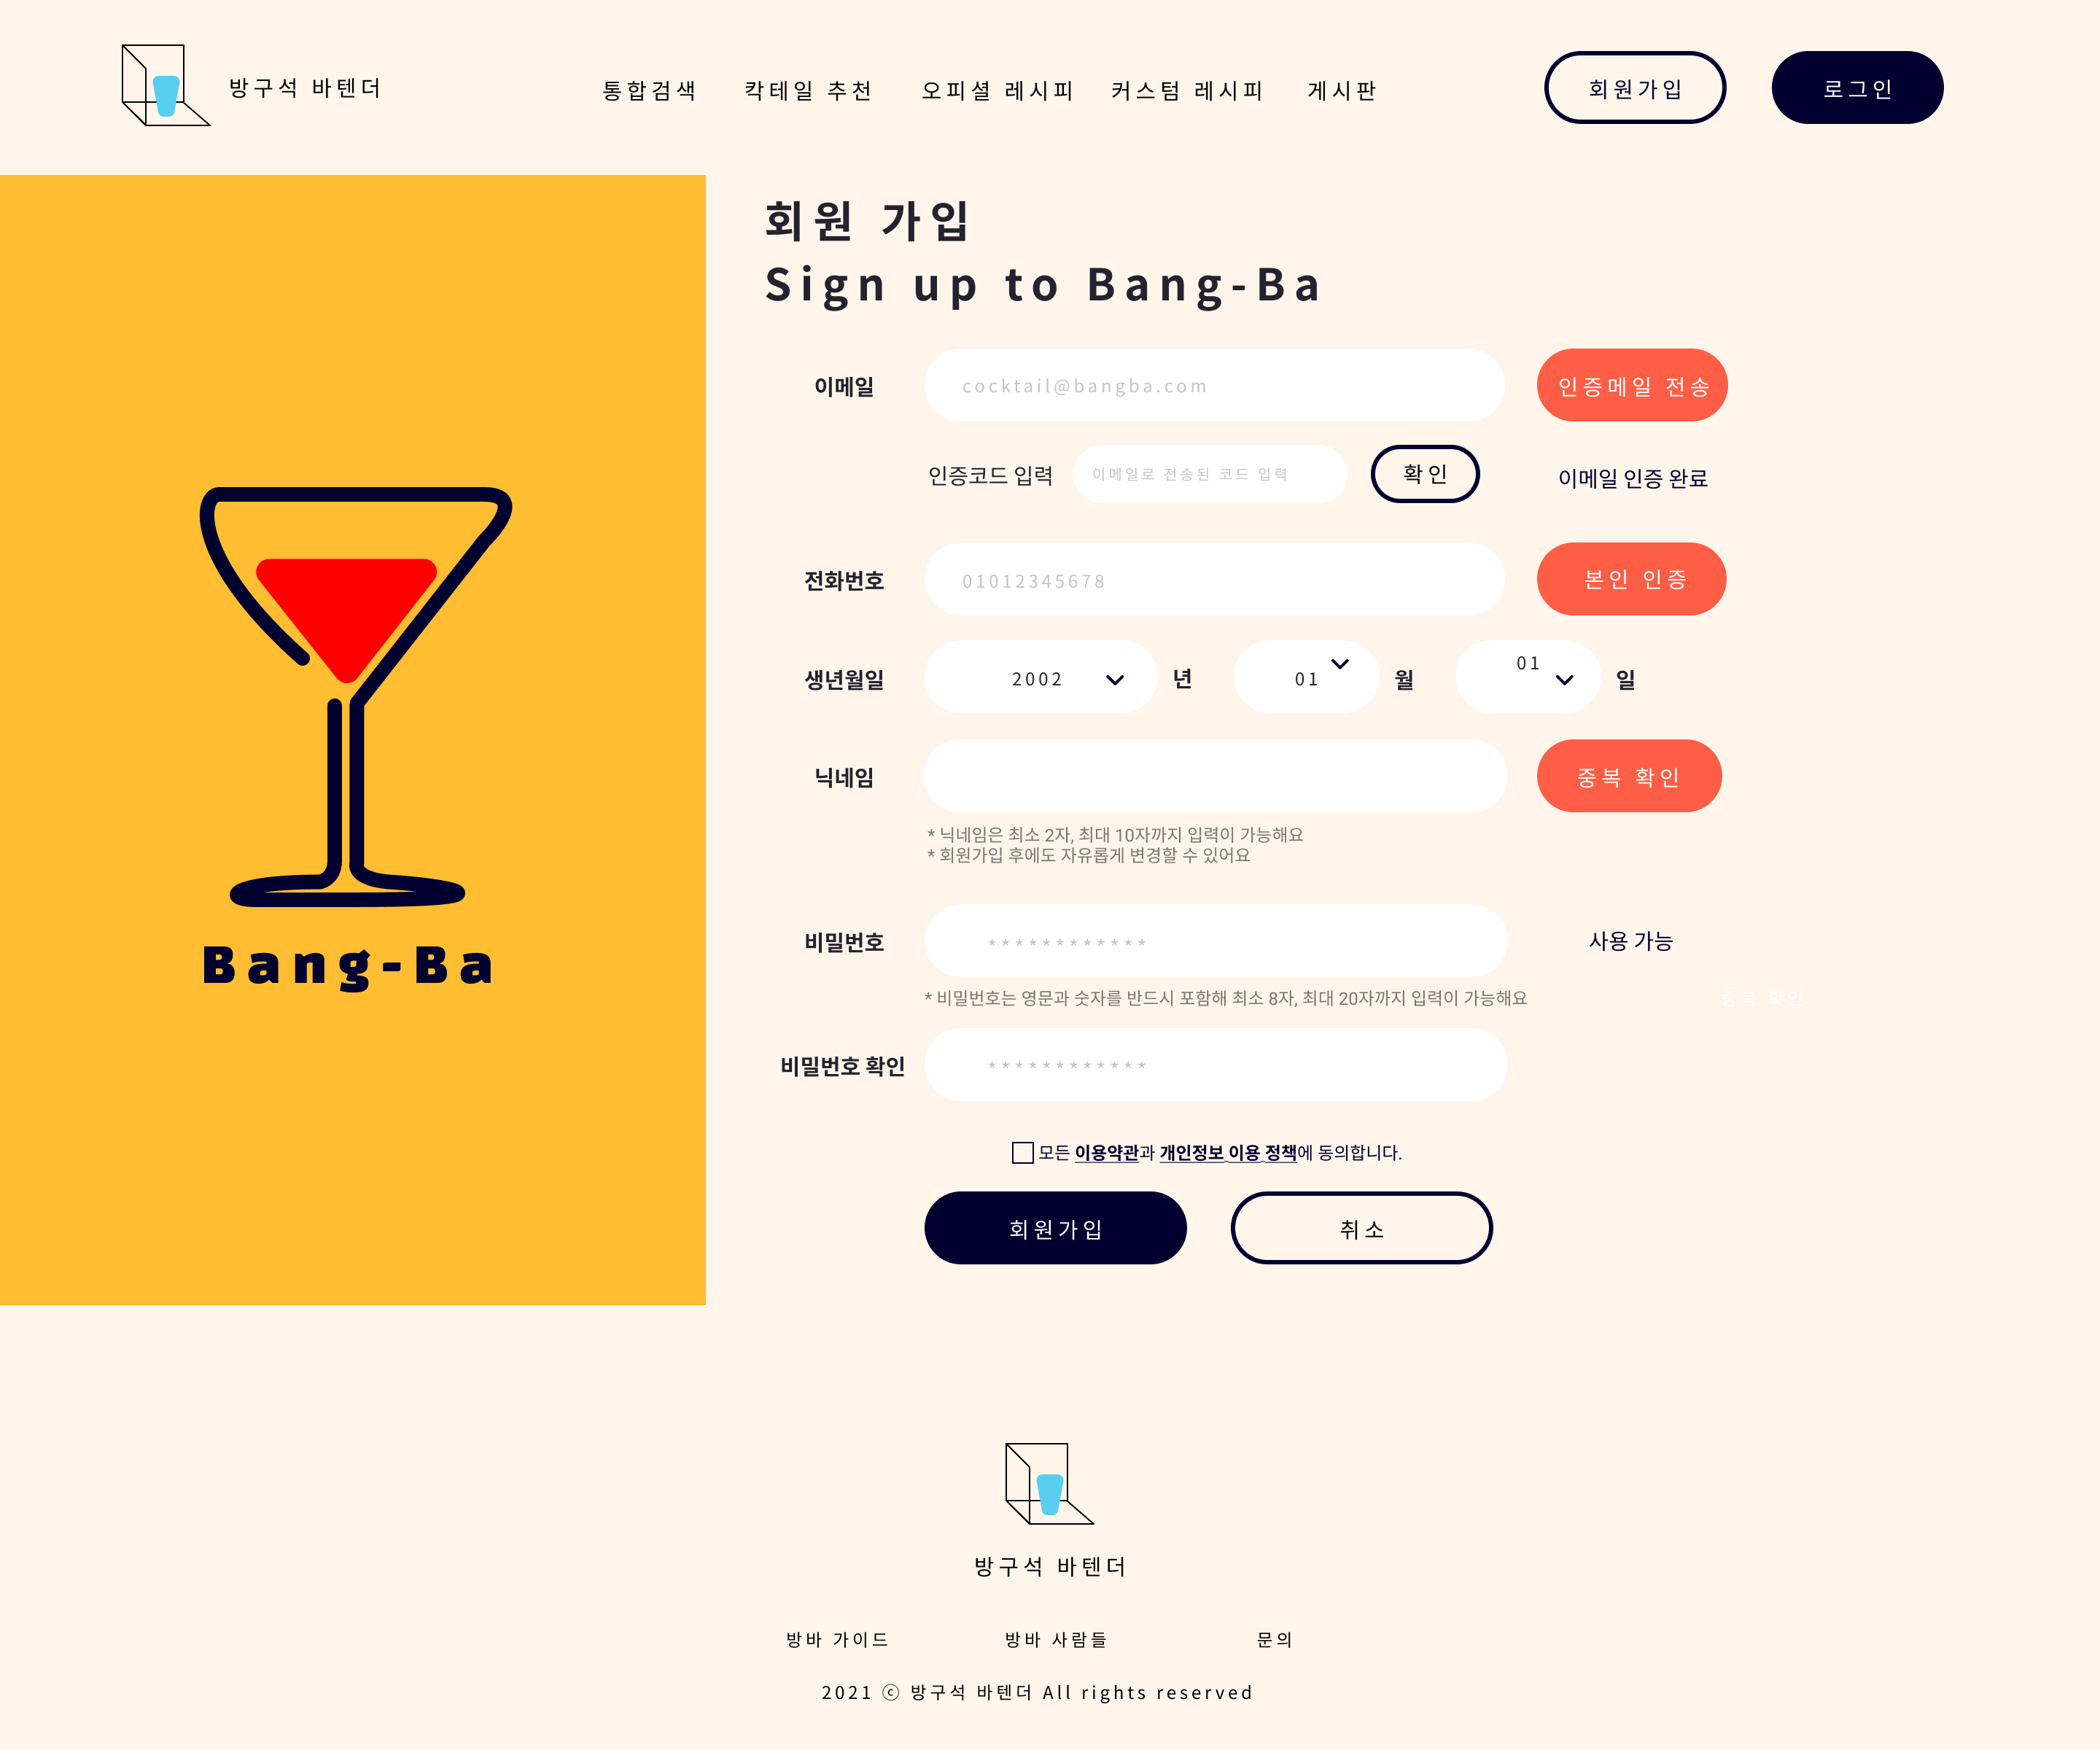 방구석 바텐더
통합검색 칵테일 추천 오피셜 레시피 커스텀 레시피 게시판
회원가입 로그인
회원 가입
Sign up to Bang-Ba
이메일 cocktail@bangba.com 인증메일 전송
인증코드 입력 이메일로 전송된 코드 입력 확인 이메일 인증 완료
전화번호 01012345678 본인 인증
생년월일 2002 년 01 월 01 일
닉네임 중복 확인
* 닉네임은 최소 2자, 최대 10자까지 입력이 가능해요
* 회원가입 후에도 자유롭게 변경할 수 있어요
비밀번호 ************ 사용 가능
* 비밀번호는 영문과 숫자를 반드시 포함해 최소 8자, 최대 20자까지 입력이 가능해요 중복 확인
비밀번호 확인 ************
모든 이용약관과 개인정보 이용 정책에 동의합니다.
회원가입 취소
Bang-Ba
방구석 바텐더
방바 가이드 방바 사람들 문의
2021 ⓒ 방구석 바텐더 All rights reserved